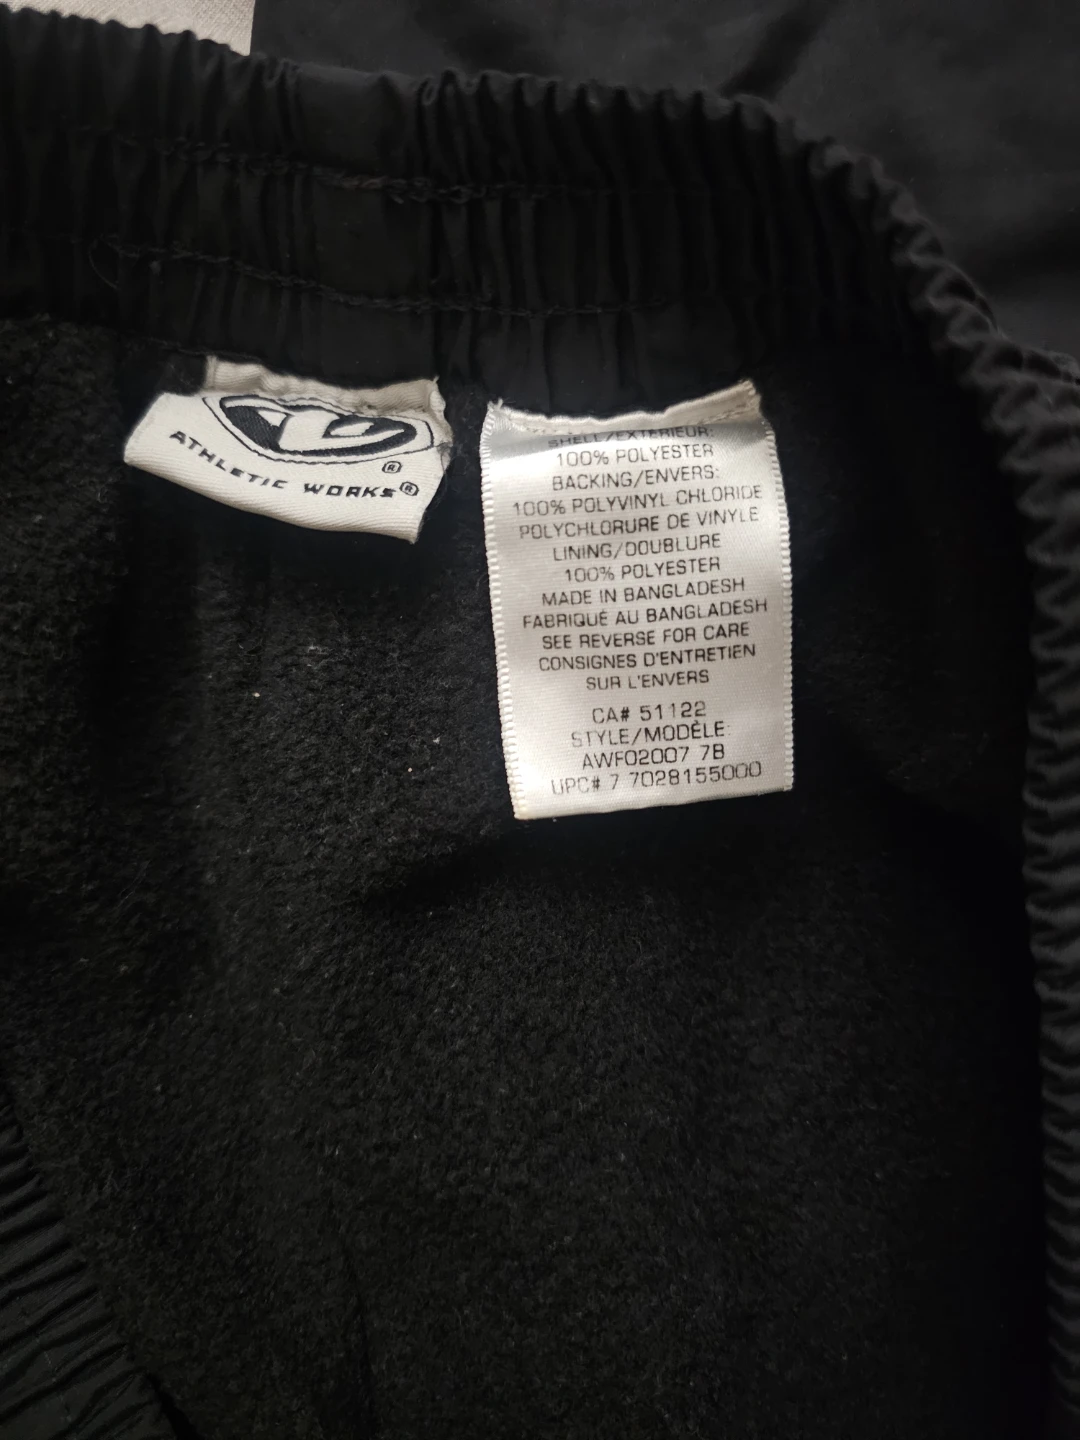 ATHLETIC WORKS®
®
SHELL/EXTERIEUR:
100% POLYESTER
BACKING/ENVERS:
100% POLYVINYL CHLORIDE
POLYCHLORURE DE VINYLE
LINING/DOUBLURE
100% POLYESTER
MADE IN BANGLADESH
FABRIQUÉ AU BANGLADESH
SEE REVERSE FOR CARE
CONSIGNES D'ENTRETIEN
SUR L'ENVERS
CA# 51122
STYLE/MODÈLE:
AWF02007 7B
UPC# 7 7028155000